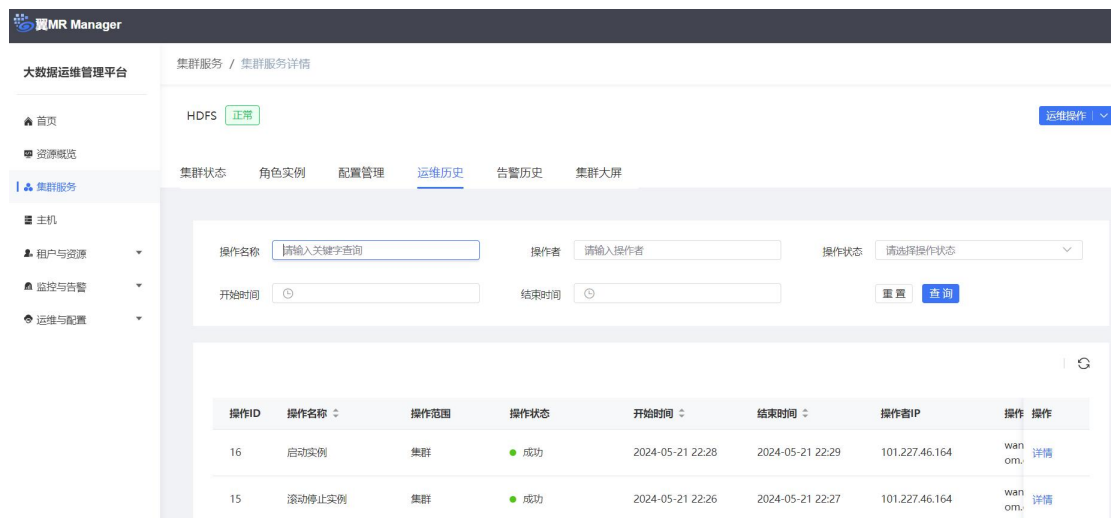 翼MR Manager
大数据运维管理平台
首页
资源概览
集群服务
主机
租户与资源
监控与告警
运维与配置
集群服务 / 集群服务详情
HDFS 正常
运维操作
集群状态 角色实例 配置管理 运维历史 告警历史 集群大屏
操作名称 请输入关键字查询 操作者 请输入操作者 操作状态 请选择操作状态
开始时间 结束时间 重置 查询
操作ID 操作名称 操作范围 操作状态 开始时间 结束时间 操作者IP 操作 操作
16 启动实例 集群 成功 2024-05-21 22:28 2024-05-21 22:29 101.227.46.164 wan 详情
om.
15 滚动停止实例 集群 成功 2024-05-21 22:26 2024-05-21 22:27 101.227.46.164 wan 详情
om.